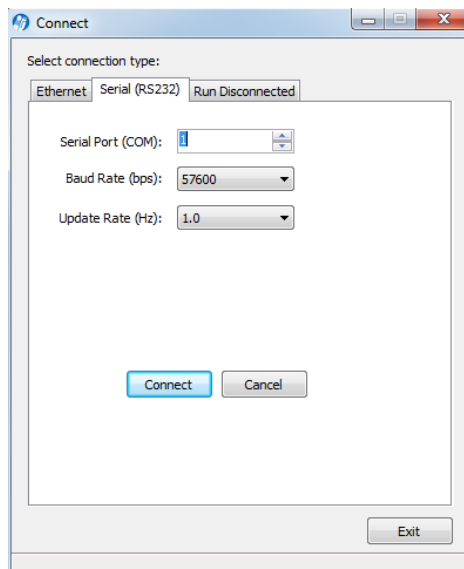 Connect
Select connection type:
Ethernet Serial (RS232) Run Disconnected
Serial Port (COM): 1
Baud Rate (bps): 57600
Update Rate (Hz): 1.0
Connect Cancel
Exit